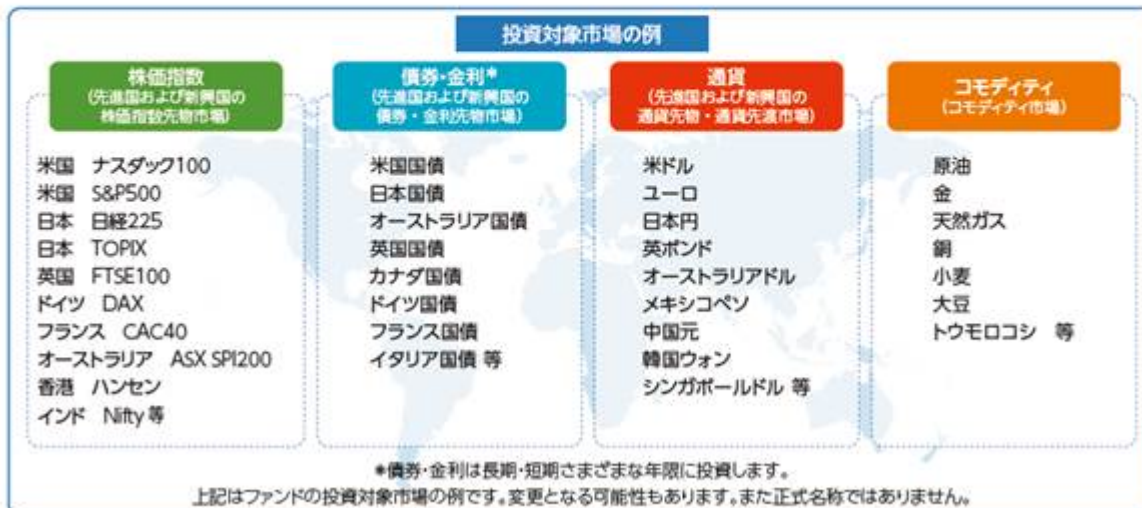 投資対象市場の例
株価指数
(先進国および新興国の
株価指数先物市場)
米国 ナスダック100
米国 S&P500
日本 日経225
日本 TOPIX
英国 FTSE100
ドイツ DAX
フランス CAC40
オーストラリア ASX SPI200
香港 ハンセン
インド Nifty等
債券・金利*
(先進国および新興国の
債券・金利先物市場)
米国国債
日本国債
オーストラリア国債
英国国債
カナダ国債
ドイツ国債
フランス国債
イタリア国債 等
通貨
(先進国および新興国の
通貨先物・通貨先渡市場)
米ドル
ユーロ
日本円
英ポンド
オーストラリアドル
メキシコペソ
中国元
韓国ウォン
シンガポールドル 等
コモディティ
(コモディティ市場)
原油
金
天然ガス
銅
小麦
大豆
トウモロコシ 等
*債券・金利は長期・短期さまざまな年限に投資します。
上記はファンドの投資対象市場の例です。変更となる可能性もあります。また正式名称ではありません。